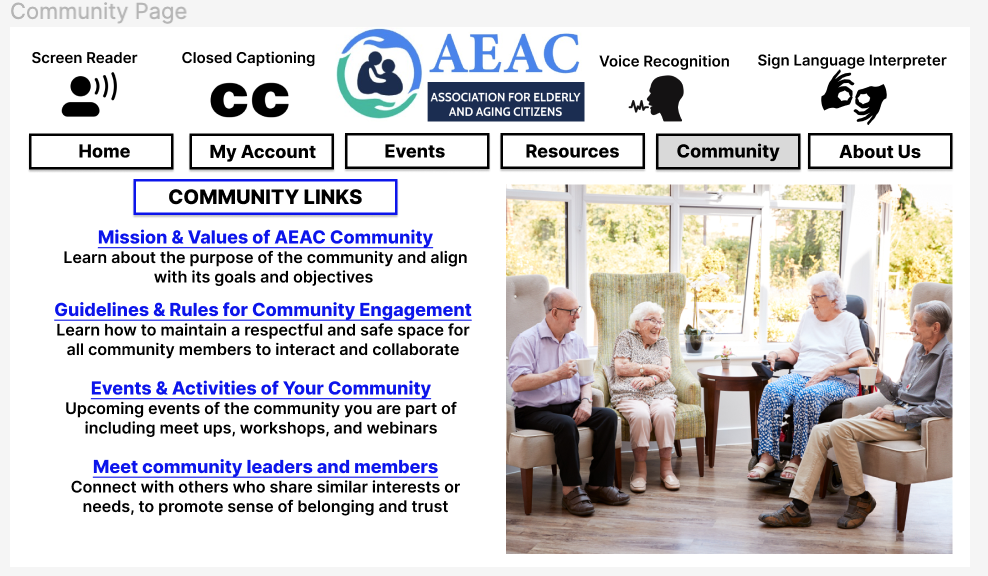 Community Page
Screen Reader
Closed Captioning
CC
AEAC
ASSOCIATION FOR ELDERLY
AND AGING CITIZENS
Voice Recognition
Sign Language Interpreter
Home
My Account
Events
Resources
Community
About Us
COMMUNITY LINKS
Mission & Values of AEAC Community
Learn about the purpose of the community and align
with its goals and objectives
Guidelines & Rules for Community Engagement
Learn how to maintain a respectful and safe space for
all community members to interact and collaborate
Events & Activities of Your Community
Upcoming events of the community you are part of
including meet ups, workshops, and webinars
Meet community leaders and members
Connect with others who share similar interests or
needs, to promote sense of belonging and trust